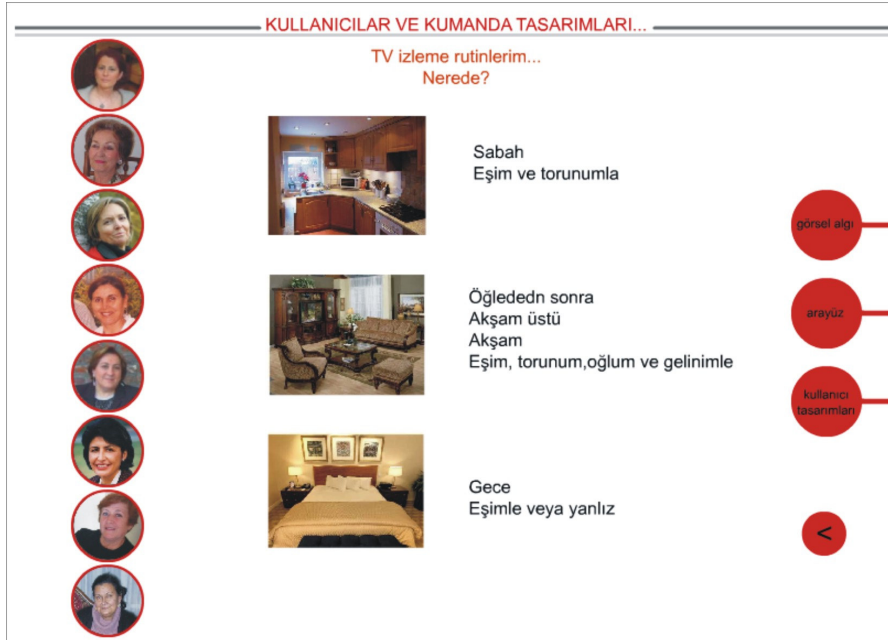 KULLANICILAR VE KUMANDA TASARIMLARI...
TV izleme rutinlerim...
Nerede?
Sabah
Eşim ve torunumla
görsel algı
Öğlededn sonra
Akşam üstü
Akşam
Eşim, torunum,oğlum ve gelinimle
arayüz
kullanıcı
tasarımları
Gece
Eşimle veya yanlız
<